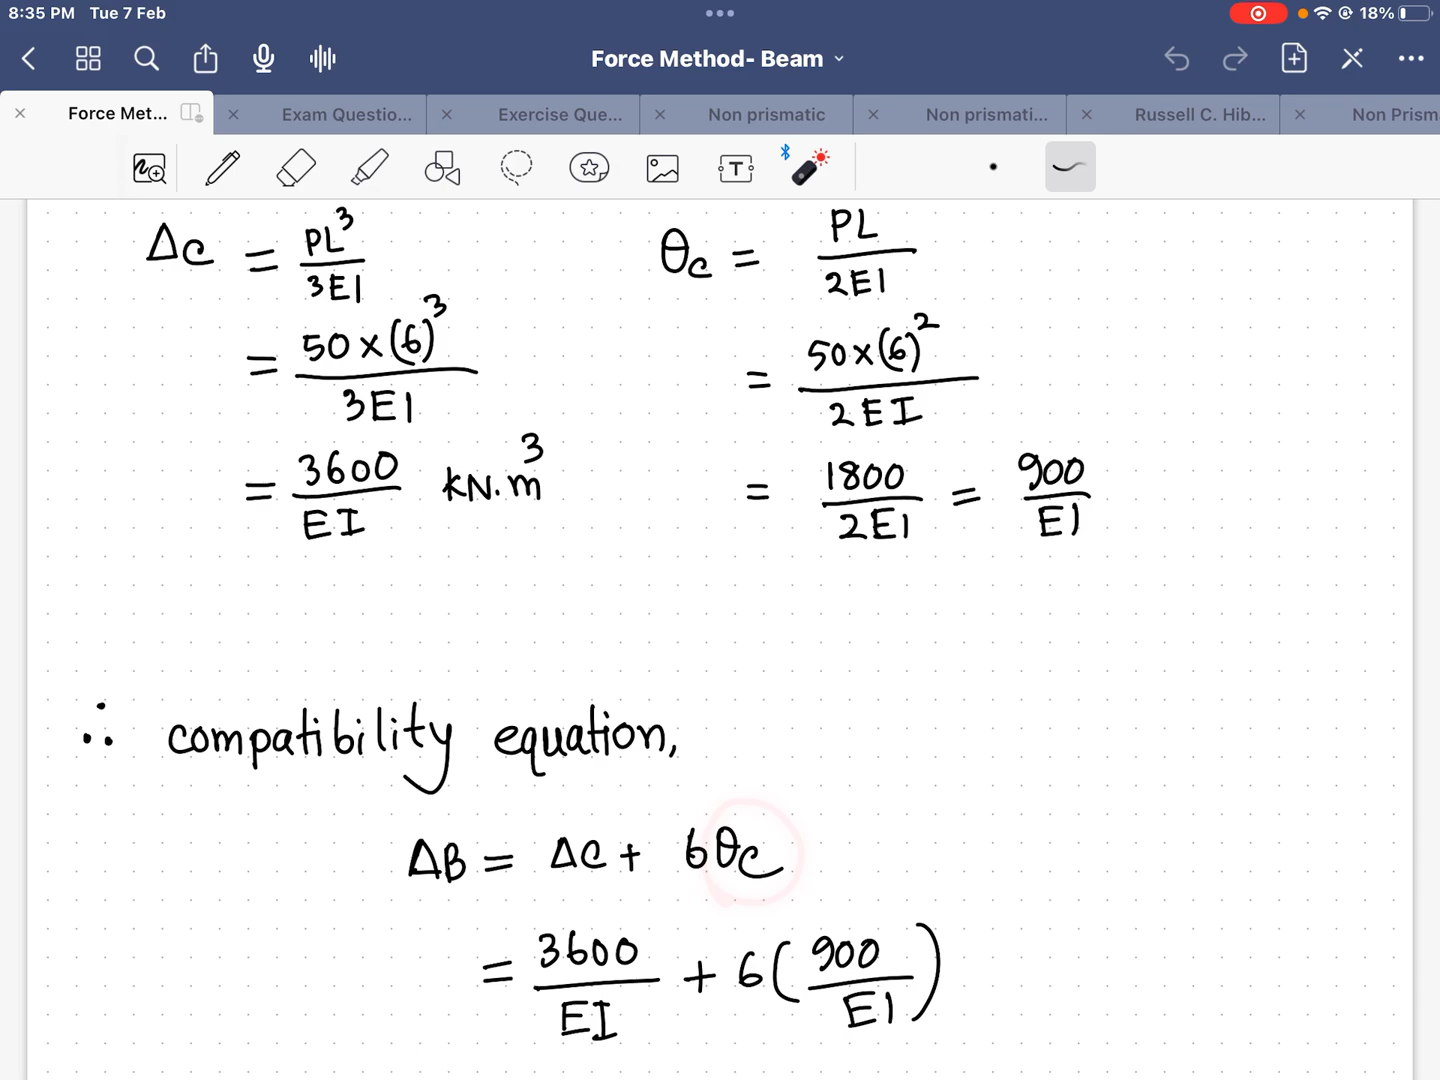 8:35 PM Tue 7 Feb 18%
Force Method- Beam
Force Met... Exam Questio... Exercise Que... Non prismatic Non prismati... Russell C. Hib... Non Prism
T
ΔC = PL³/3EI
= 50×(6)³/3EI
= 3600/EI kN.m³
θc = PL/2EI
= 50×(6)²/2EI
= 1800/2EI = 900/EI
∴ compatibility equation,
ΔB = ΔC + 6θc
= 3600/EI + 6(900/EI)